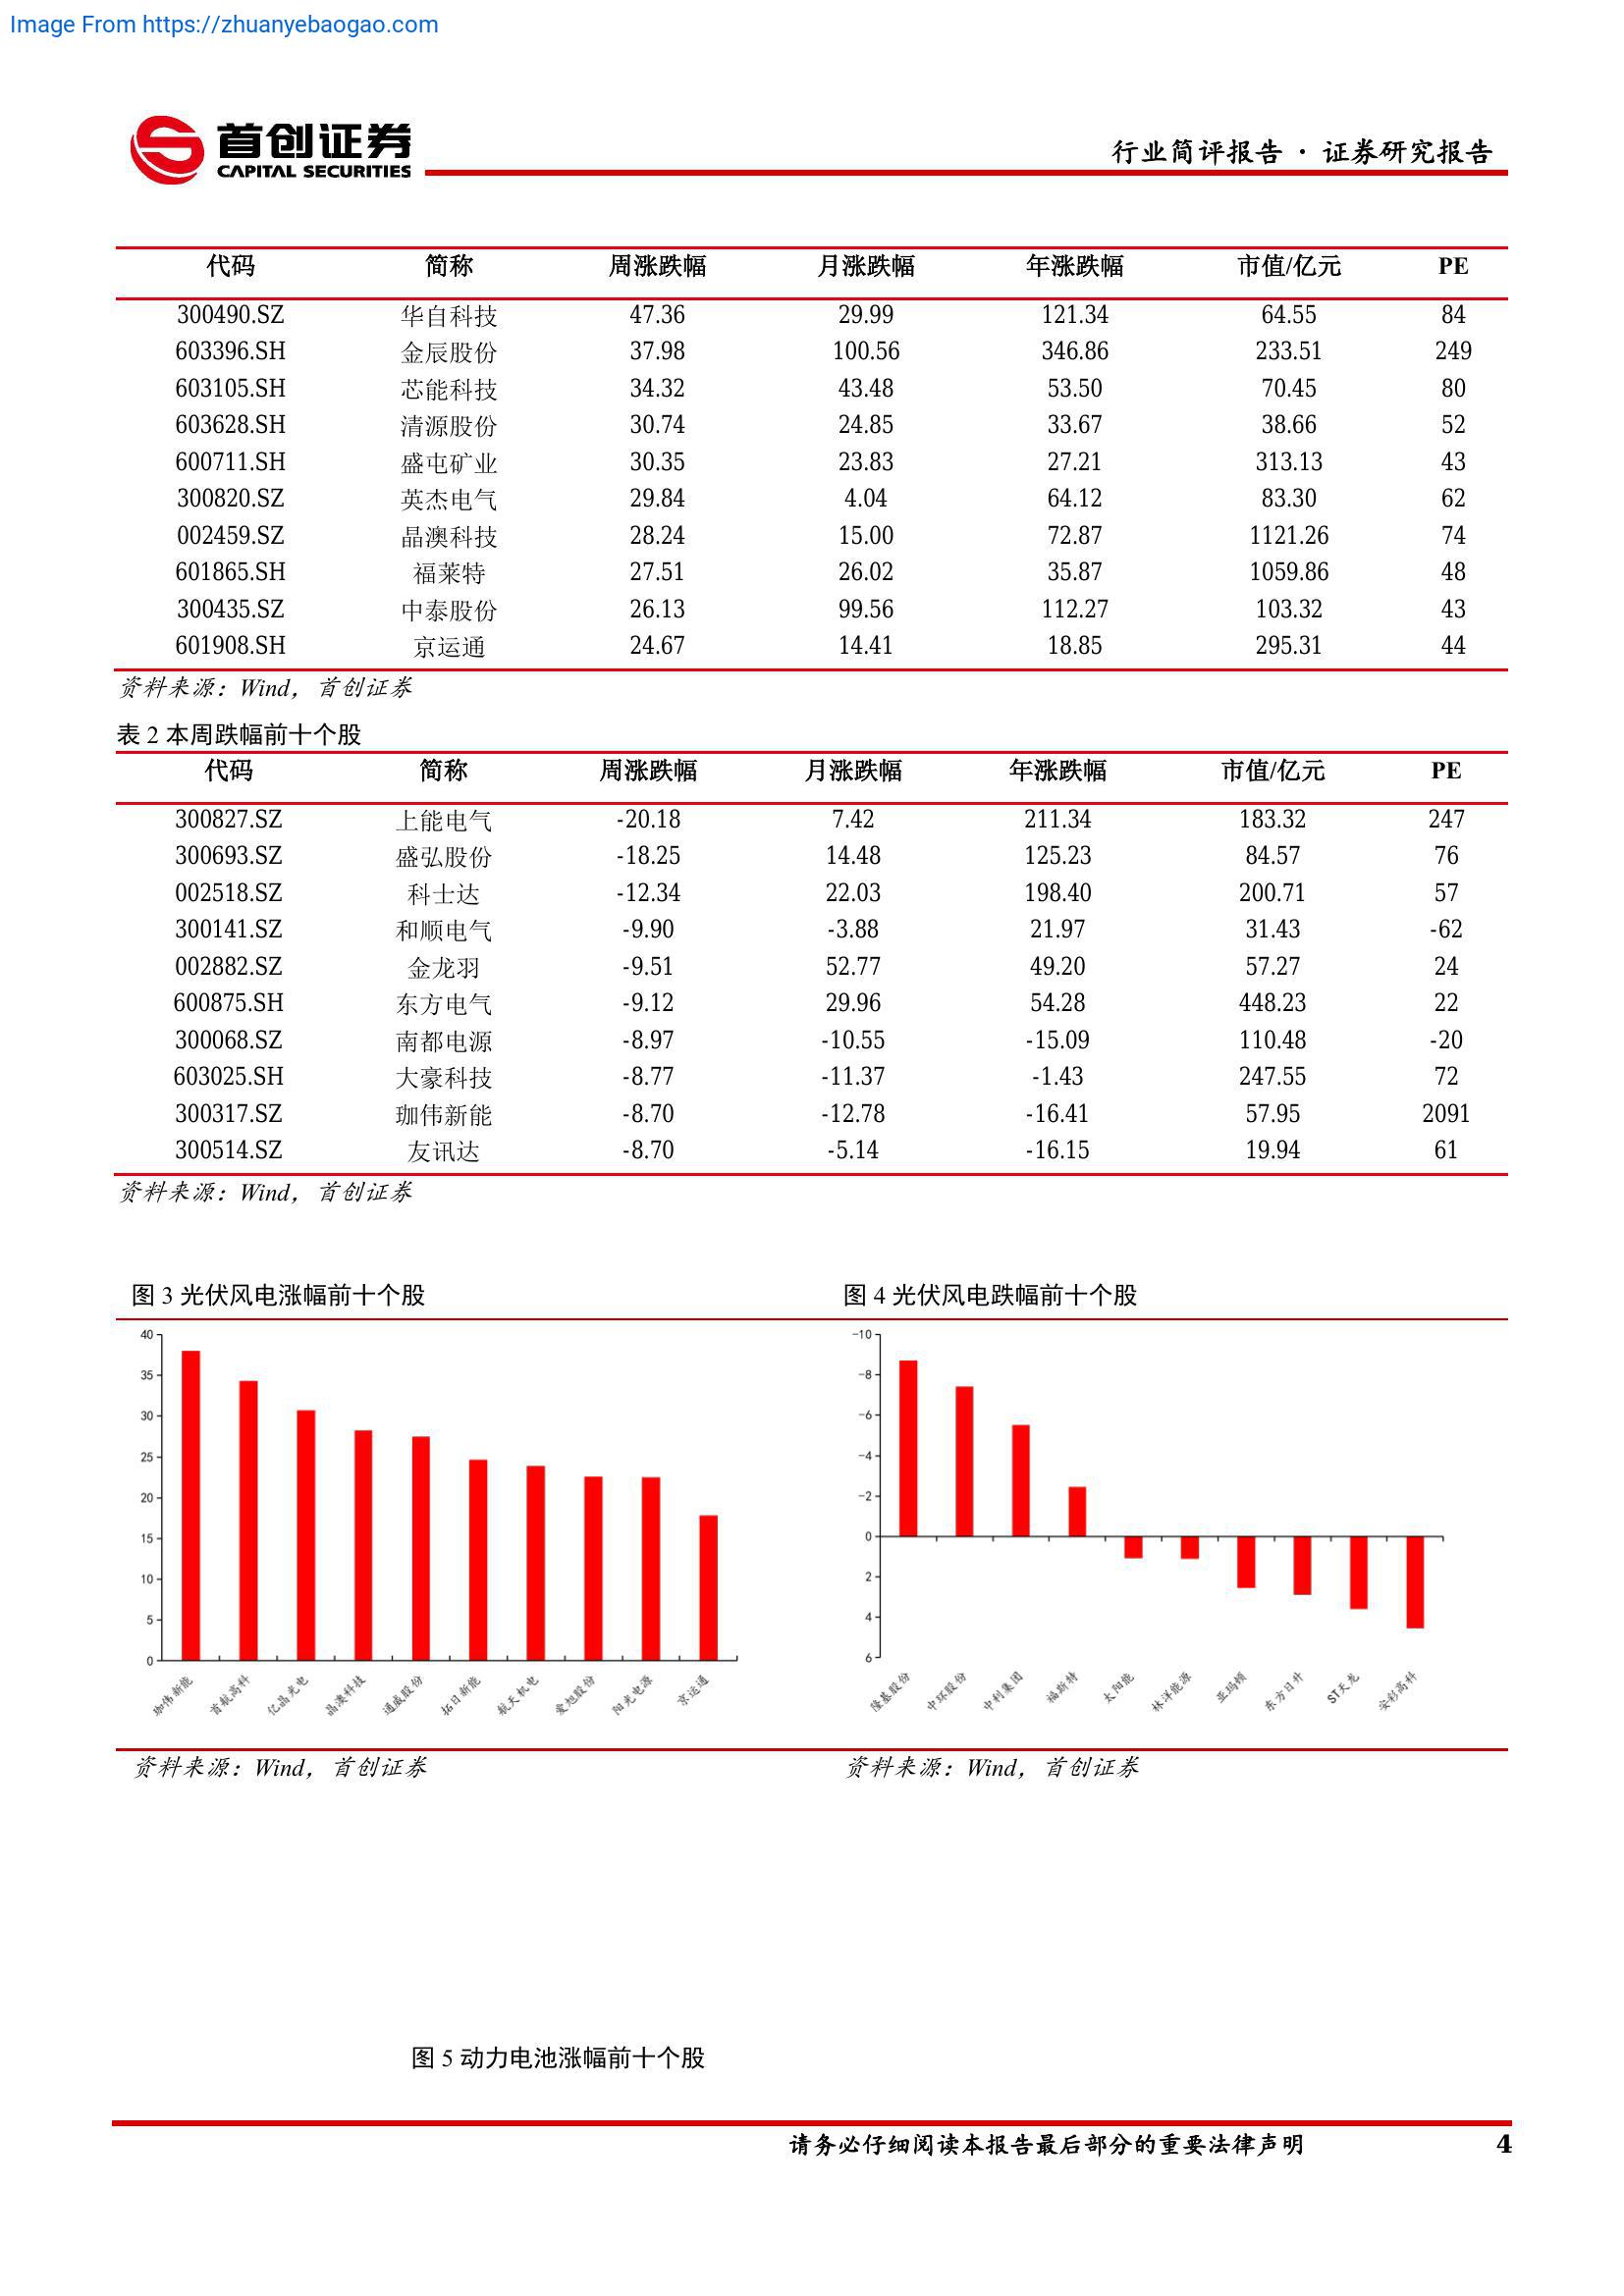 Image From https://zhuanyebaogao.com
首创证券
CAPITAL SECURITIES
行业简评报告 · 证券研究报告
代码 简称 周涨跌幅 月涨跌幅 年涨跌幅 市值/亿元 PE
300490.SZ 华自科技 47.36 29.99 121.34 64.55 84
603396.SH 金辰股份 37.98 100.56 346.86 233.51 249
603105.SH 芯能科技 34.32 43.48 53.50 70.45 80
603628.SH 清源股份 30.74 24.85 33.67 38.66 52
600711.SH 盛屯矿业 30.35 23.83 27.21 313.13 43
300820.SZ 英杰电气 29.84 4.04 64.12 83.30 62
002459.SZ 晶澳科技 28.24 15.00 72.87 1121.26 74
601865.SH 福莱特 27.51 26.02 35.87 1059.86 48
300435.SZ 中泰股份 26.13 99.56 112.27 103.32 43
601908.SH 京运通 24.67 14.41 18.85 295.31 44
资料来源：Wind，首创证券
表 2 本周跌幅前十个股
代码 简称 周涨跌幅 月涨跌幅 年涨跌幅 市值/亿元 PE
300827.SZ 上能电气 -20.18 7.42 211.34 183.32 247
300693.SZ 盛弘股份 -18.25 14.48 125.23 84.57 76
002518.SZ 科士达 -12.34 22.03 198.40 200.71 57
300141.SZ 和顺电气 -9.90 -3.88 21.97 31.43 -62
002882.SZ 金龙羽 -9.51 52.77 49.20 57.27 24
600875.SH 东方电气 -9.12 29.96 54.28 448.23 22
300068.SZ 南都电源 -8.97 -10.55 -15.09 110.48 -20
603025.SH 大豪科技 -8.77 -11.37 -1.43 247.55 72
300317.SZ 珈伟新能 -8.70 -12.78 -16.41 57.95 2091
300514.SZ 友讯达 -8.70 -5.14 -16.15 19.94 61
资料来源：Wind，首创证券
图 3 光伏风电涨幅前十个股
40
35
30
25
20
15
10
5
0
珈伟新能 首航高科 亿晶光电 晶澳科技 通威股份 拓日新能 航天机电 爱旭股份 阳光电源 京运通
资料来源：Wind，首创证券
图 4 光伏风电跌幅前十个股
-10
-8
-6
-4
-2
0
2
4
6
隆基股份 中环股份 中利集团 福斯特 太阳能 林洋能源 亚玛顿 东方日升 ST天龙 安彩高科
资料来源：Wind，首创证券
图 5 动力电池涨幅前十个股
请务必仔细阅读本报告最后部分的重要法律声明 4